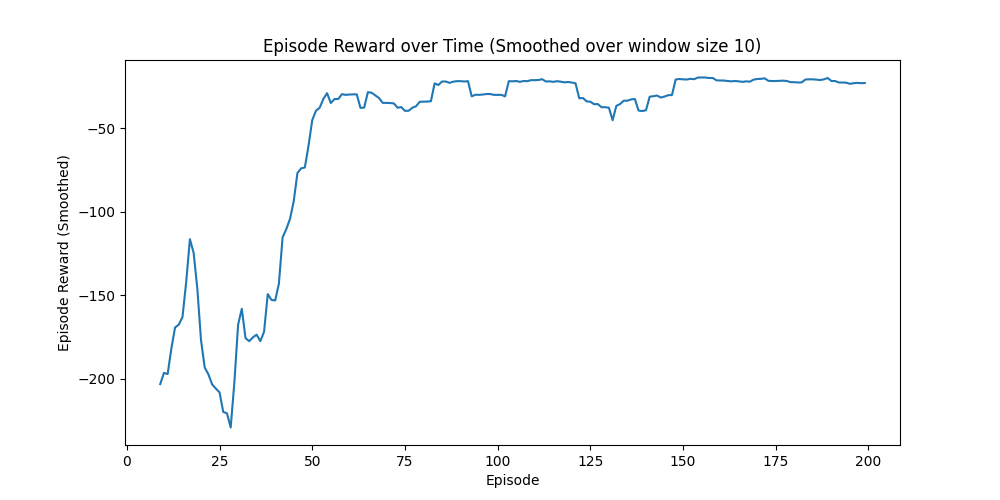 Episode Reward over Time (Smoothed over window size 10)
Episode Reward (Smoothed)
−50
−100
−150
−200
0 25 50 75 100 125 150 175 200
Episode